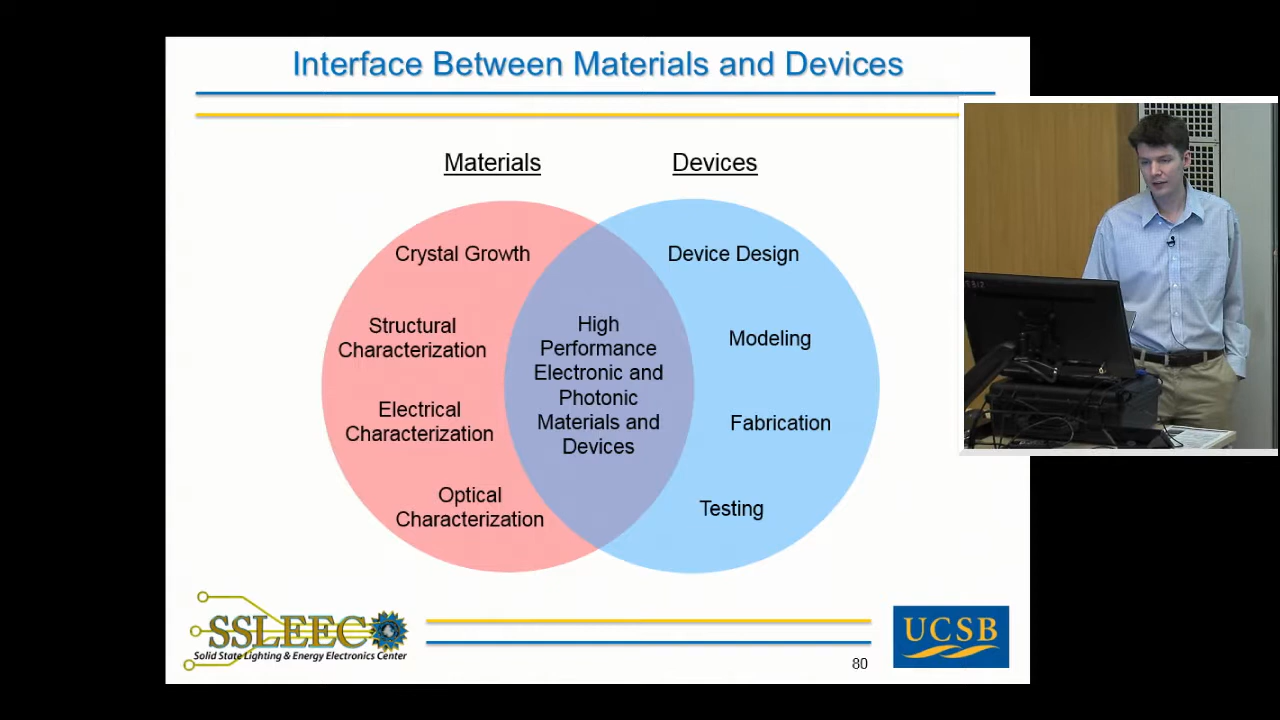 Interface Between Materials and Devices
Materials
Devices
Crystal Growth
Device Design
Structural
Characterization
High
Performance
Electronic and
Photonic
Materials and
Devices
Modeling
Electrical
Characterization
Fabrication
Optical
Characterization
Testing
SSLEEC
Solid State Lighting & Energy Electronics Center
UCSB
80